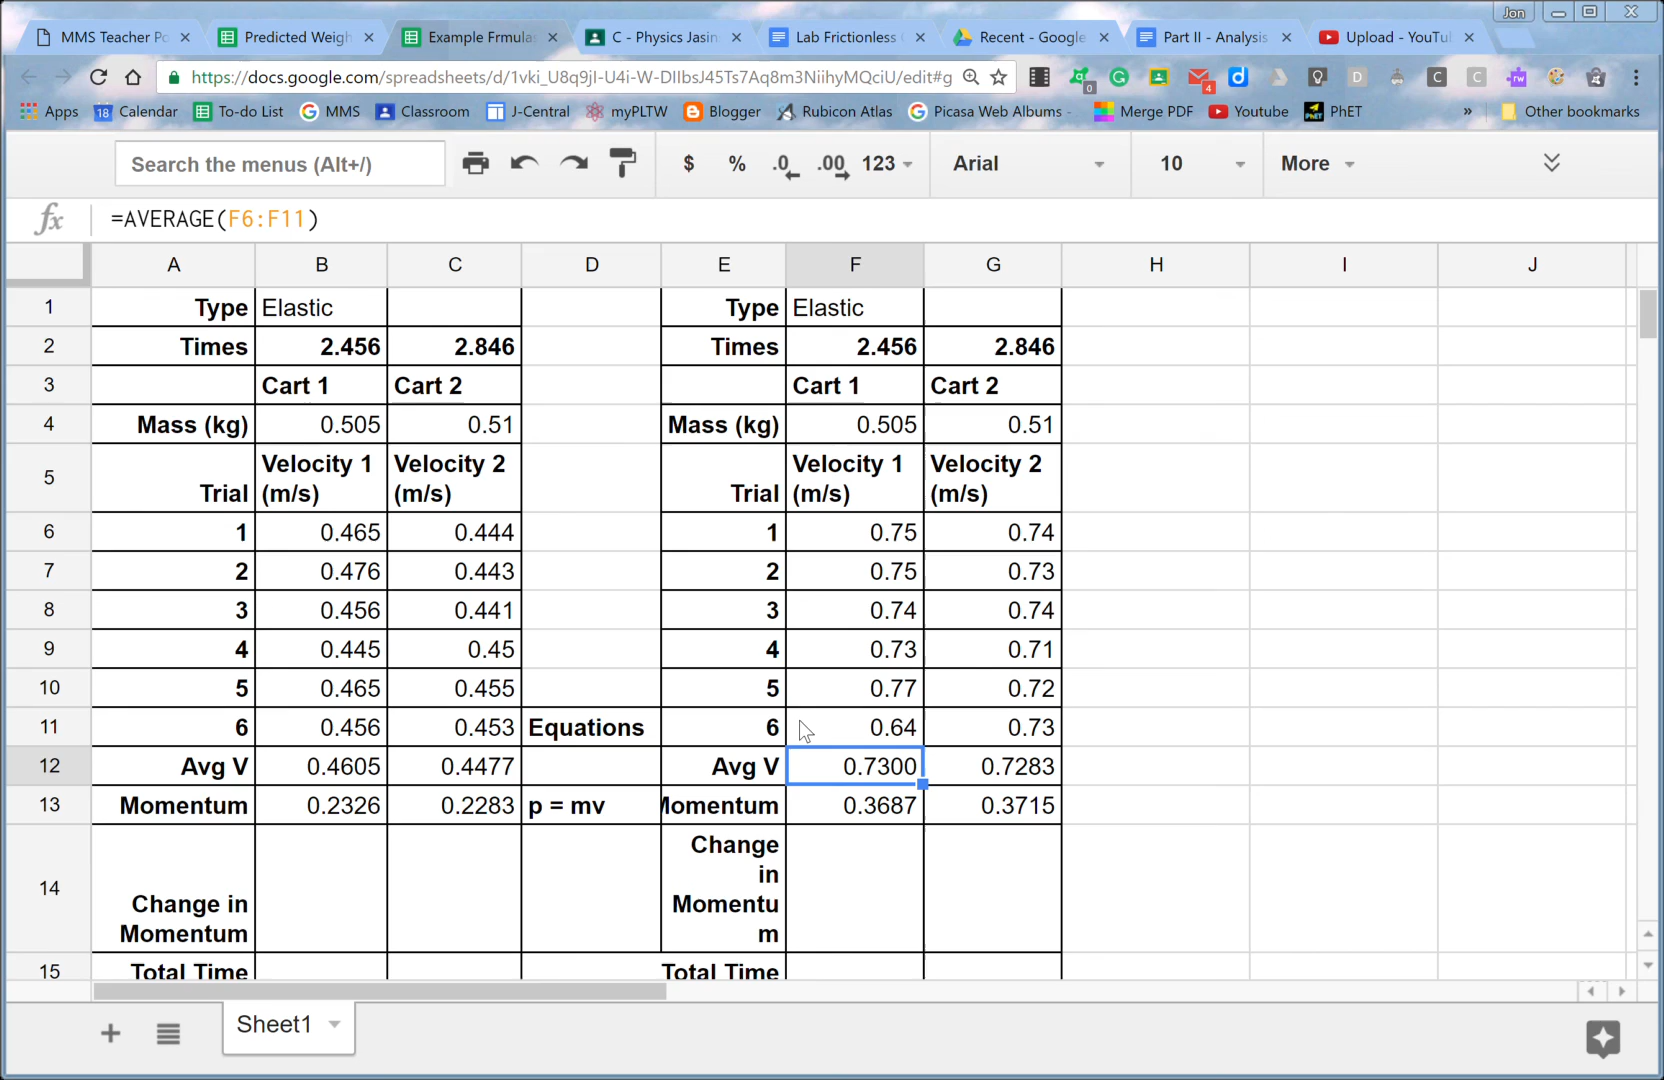 Jon
MMS Teacher Po
Predicted Weigh
Example Frmula
C - Physics Jasin
Lab Frictionless
Recent - Google
Part II - Analysis
Upload - YouTu
https://docs.google.com/spreadsheets/d/1vki_U8q9jI-U4i-W-DIIbsJ45Ts7Aq8m3NiihyMQciU/edit#g
0 4 d D C C rw
Apps 18 Calendar To-do List MMS Classroom J-Central myPLTW Blogger Rubicon Atlas Picasa Web Albums - Merge PDF Youtube PhET » Other bookmarks
Search the menus (Alt+/) $ % .0 .00 123 Arial 10 More
fx =AVERAGE(F6:F11)
A B C D E F G H I J
1 Type Elastic Type Elastic
2 Times 2.456 2.846 Times 2.456 2.846
3 Cart 1 Cart 2 Cart 1 Cart 2
4 Mass (kg) 0.505 0.51 Mass (kg) 0.505 0.51
5 Trial Velocity 1 (m/s) Velocity 2 (m/s) Trial Velocity 1 (m/s) Velocity 2 (m/s)
6 1 0.465 0.444 1 0.75 0.74
7 2 0.476 0.443 2 0.75 0.73
8 3 0.456 0.441 3 0.74 0.74
9 4 0.445 0.45 4 0.73 0.71
10 5 0.465 0.455 5 0.77 0.72
11 6 0.456 0.453 Equations 6 0.64 0.73
12 Avg V 0.4605 0.4477 Avg V 0.7300 0.7283
13 Momentum 0.2326 0.2283 p = mv Momentum 0.3687 0.3715
14 Change in Momentum Change in Momentu m
15 Total Time Total Time
Sheet1